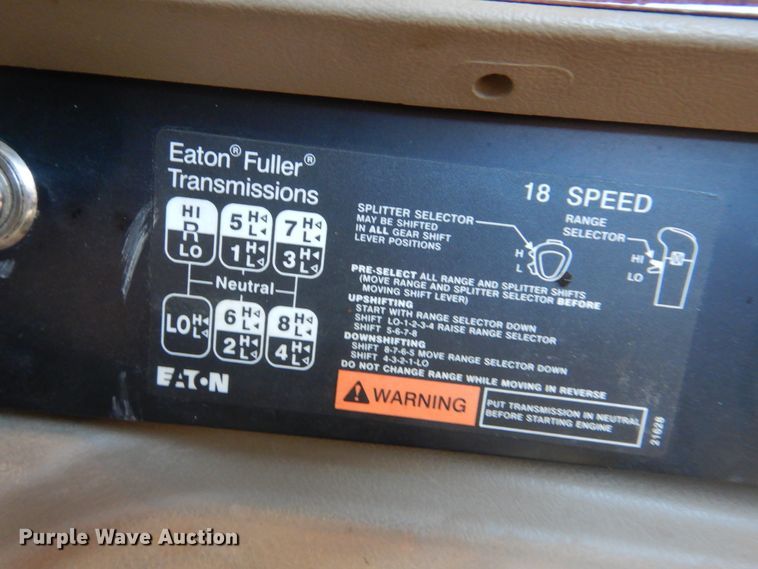 Eaton® Fuller®
Transmissions
HI
R
LO
5 H L
1 H L
7 H L
3 H L
Neutral
LO H L
6 H L
2 H L
8 H L
4 H L
EATON
18 SPEED
SPLITTER SELECTOR
MAY BE SHIFTED
IN ALL GEAR SHIFT
LEVER POSITIONS
H
L
RANGE
SELECTOR
HI
LO
PRE-SELECT ALL RANGE AND SPLITTER SHIFTS
(MOVE RANGE AND SPLITTER SELECTOR BEFORE
MOVING SHIFT LEVER)
UPSHIFTING
START WITH RANGE SELECTOR DOWN
SHIFT LO-1-2-3-4 RAISE RANGE SELECTOR
SHIFT 5-6-7-8
DOWNSHIFTING
SHIFT 8-7-6-5 MOVE RANGE SELECTOR DOWN
SHIFT 4-3-2-1-LO
DO NOT CHANGE RANGE WHILE MOVING IN REVERSE
WARNING
PUT TRANSMISSION IN NEUTRAL
BEFORE STARTING ENGINE
21628
Purple Wave Auction